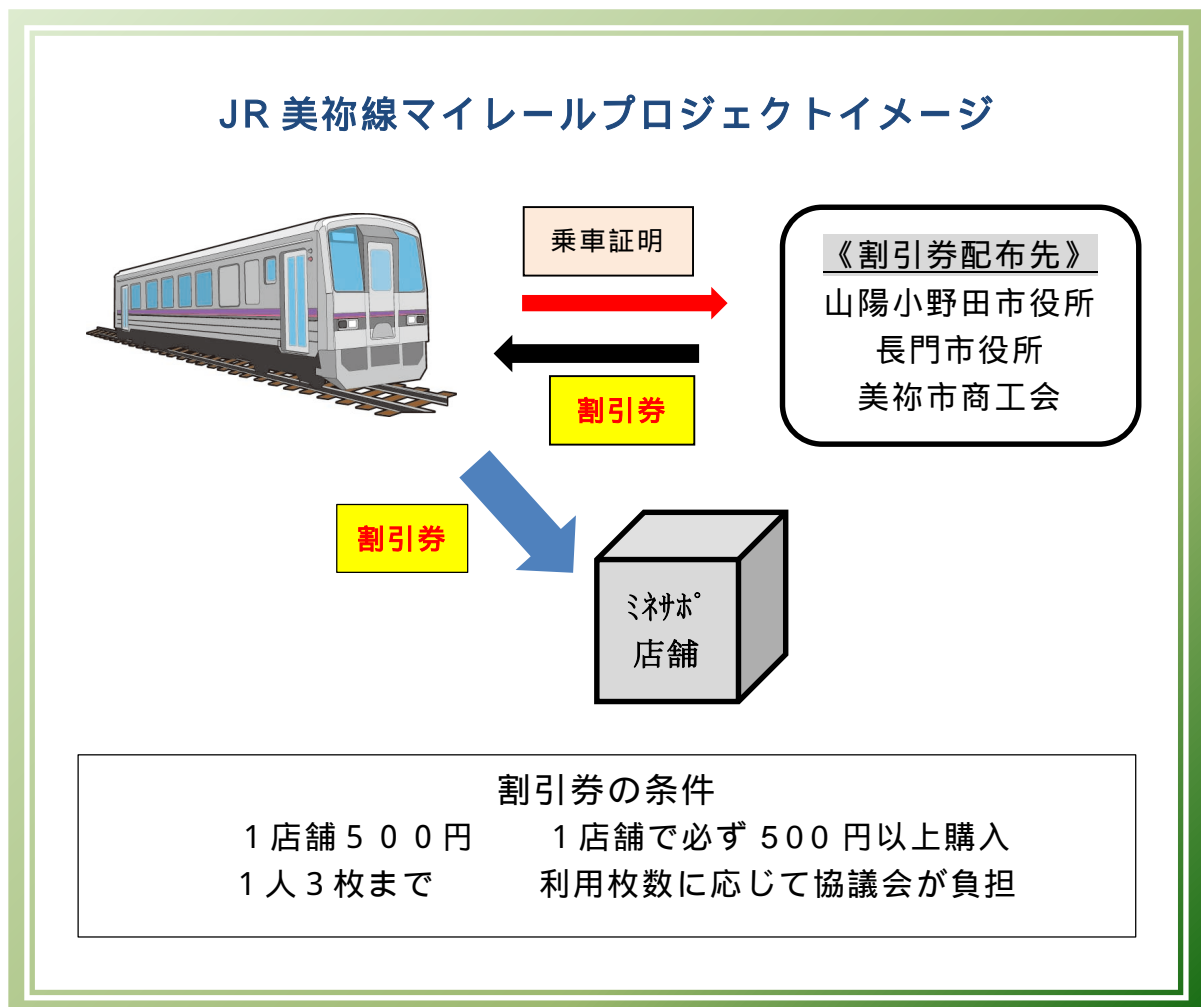 JR 美祢線マイレールプロジェクトイメージ
乗車証明
《割引券配布先》
山陽小野田市役所
長門市役所
美祢市商工会
割引券
割引券
ﾐﾈｻﾎﾟ
店舗
割引券の条件
１店舗５００円　１店舗で必ず 500 円以上購入
１人３枚まで　利用枚数に応じて協議会が負担